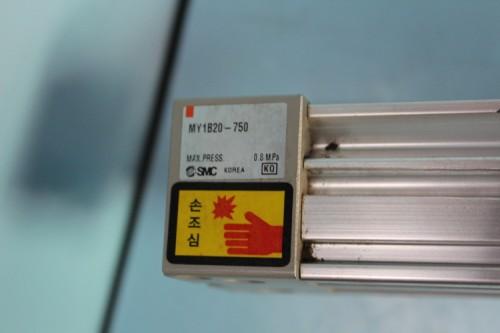 MY1B20-750
MAX.PRESS. 0.8 MPa
SMC KOREA KO
손조심